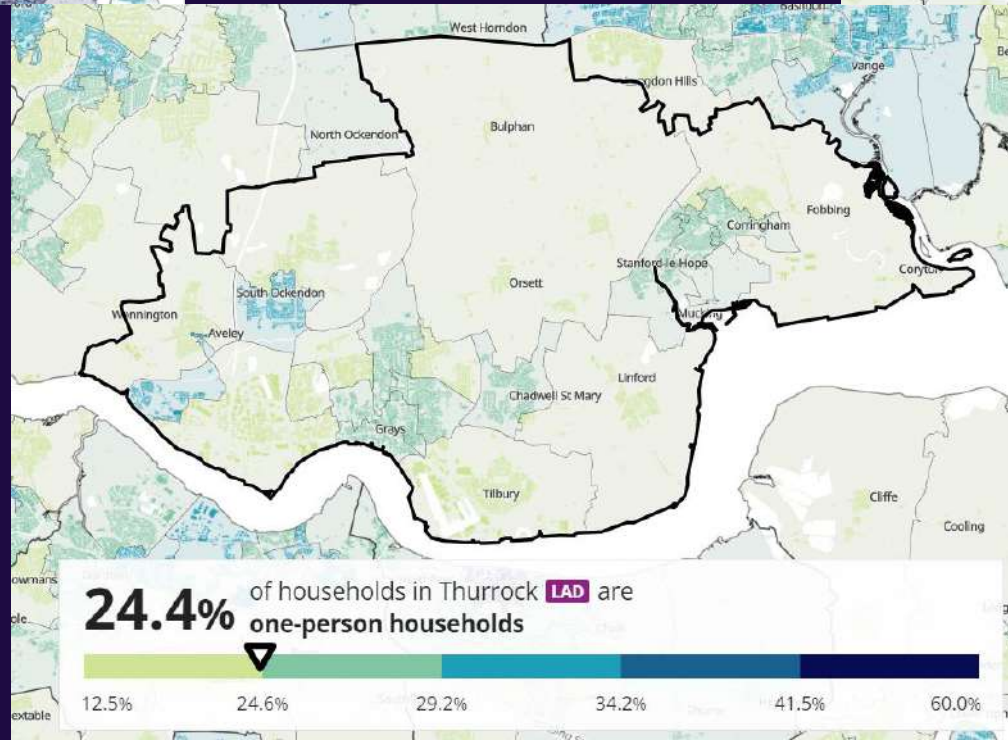 West Horndon
Basildon
Vange
Langdon Hills
North Ockendon
Bulphan
Fobbing
Corringham
Stanford-le-Hope
Coryton
South Ockendon
Orsett
Wennington
Mucking
Aveley
Linford
Chadwell St Mary
Grays
Tilbury
Cliffe
Cooling
owmans
24.4% of households in Thurrock LAD are
one-person households
12.5% 24.6% 29.2% 34.2% 41.5% 60.0%
extable